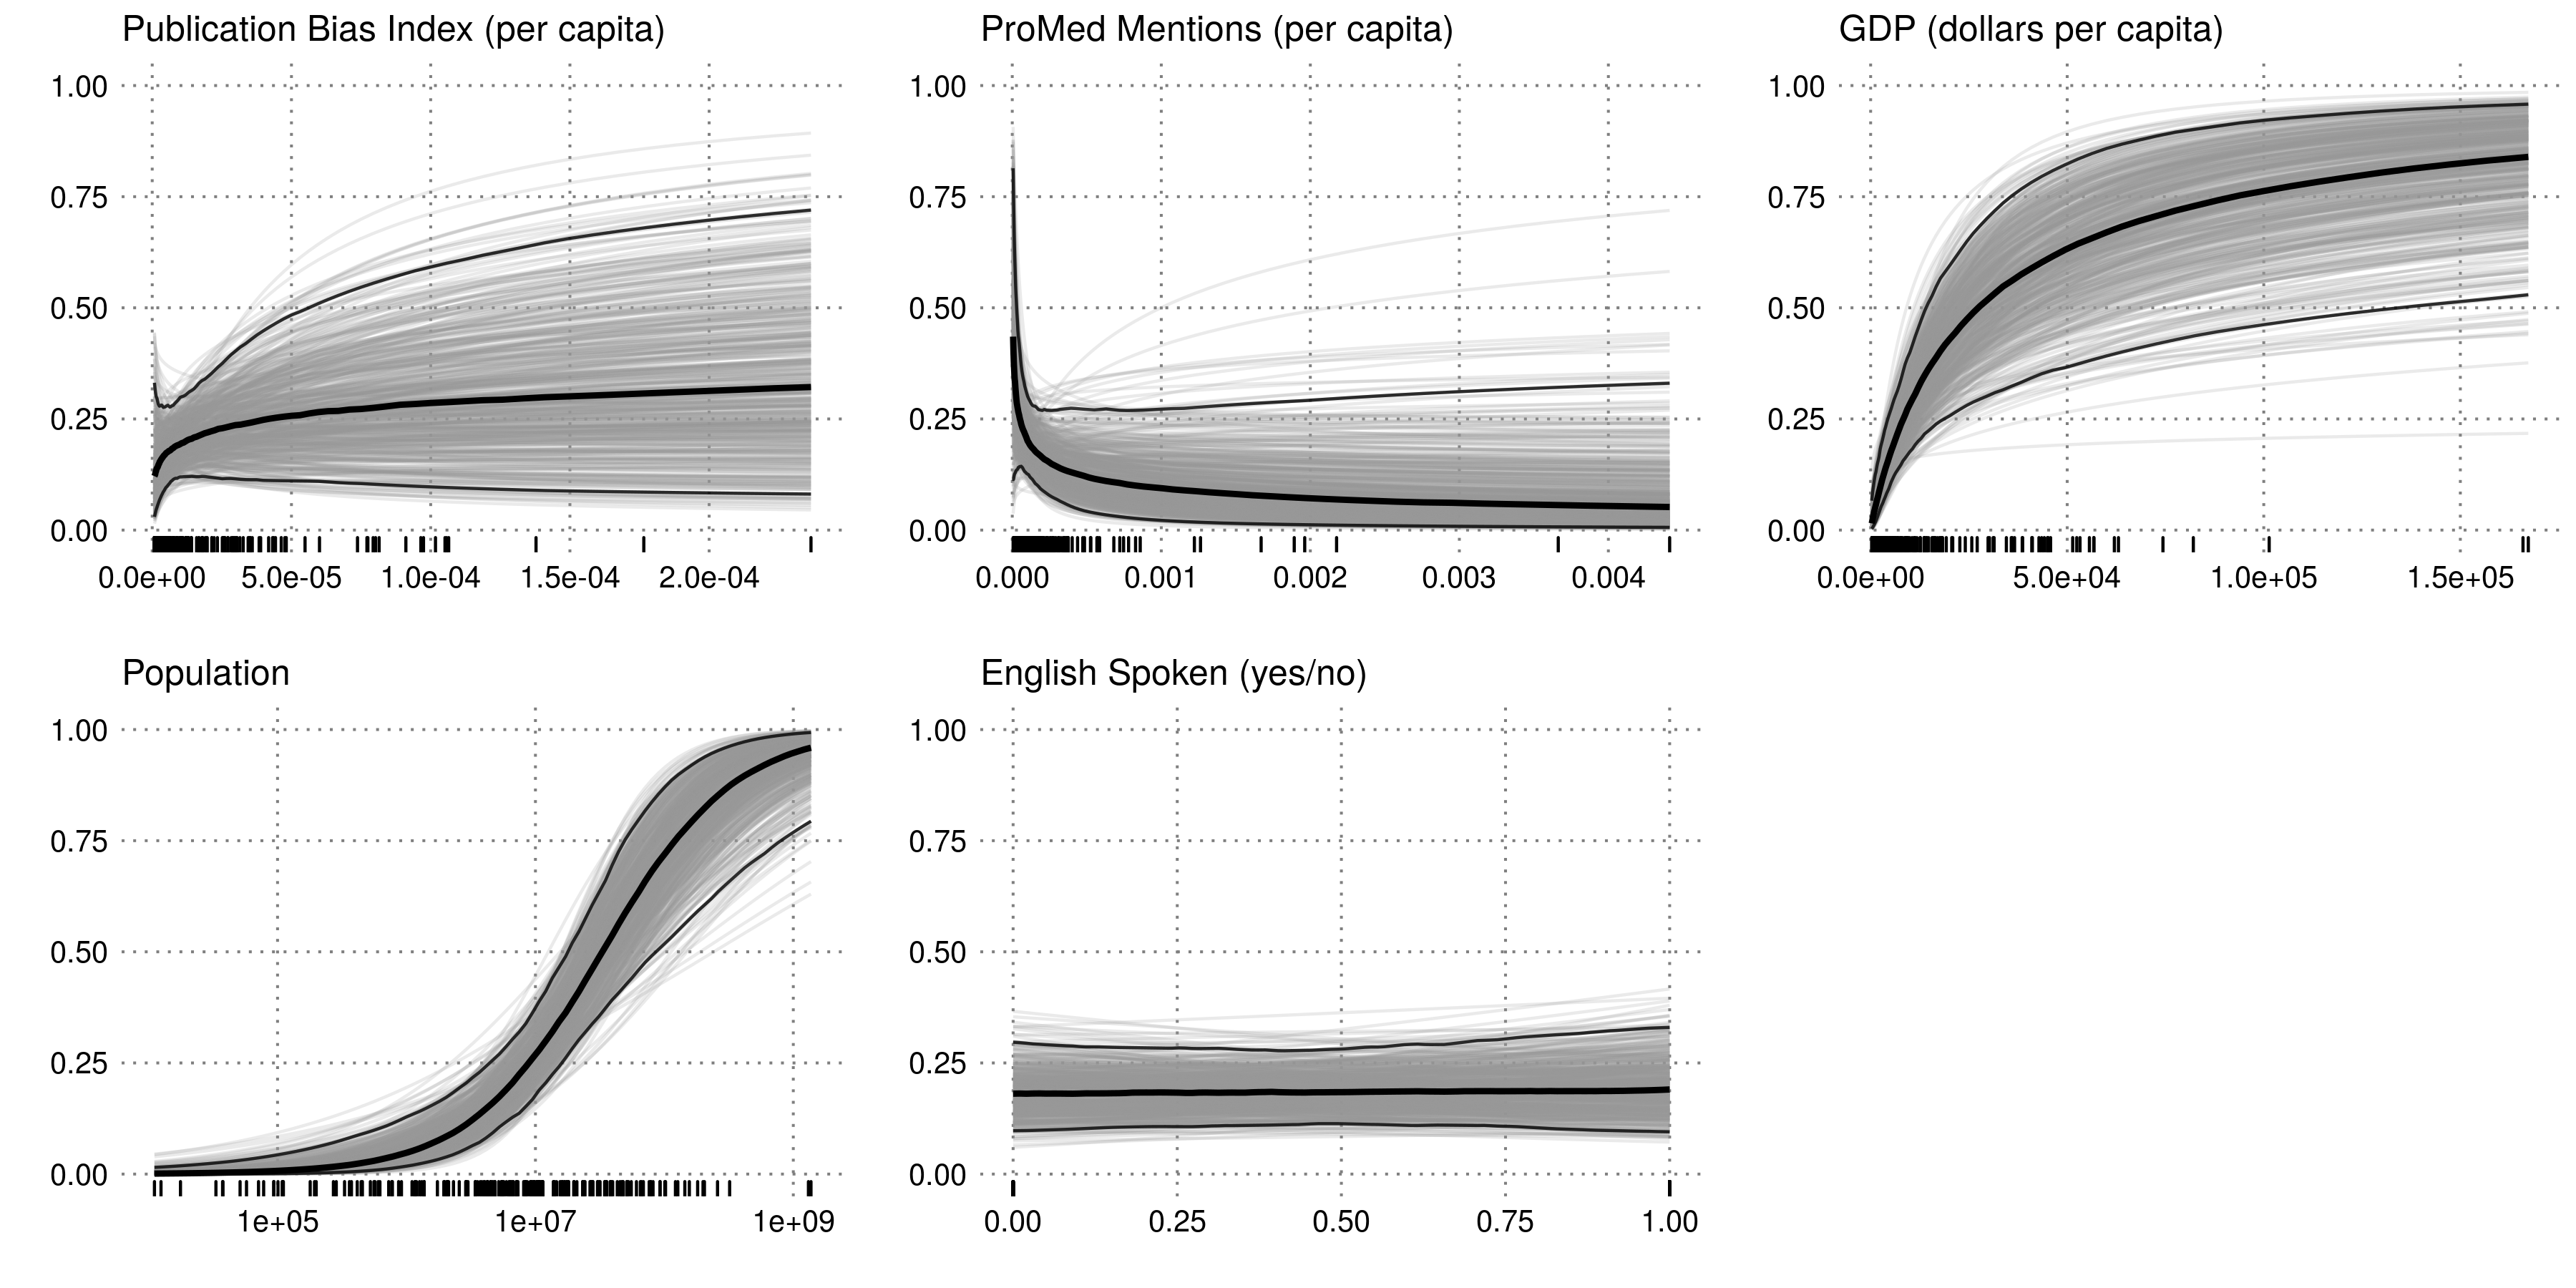 Publication Bias Index (per capita)
1.00
0.75
0.50
0.25
0.00
0.0e+00 5.0e-05 1.0e-04 1.5e-04 2.0e-04
ProMed Mentions (per capita)
1.00
0.75
0.50
0.25
0.00
0.000 0.001 0.002 0.003 0.004
GDP (dollars per capita)
1.00
0.75
0.50
0.25
0.00
0.0e+00 5.0e+04 1.0e+05 1.5e+05
Population
1.00
0.75
0.50
0.25
0.00
1e+05 1e+07 1e+09
English Spoken (yes/no)
1.00
0.75
0.50
0.25
0.00
0.00 0.25 0.50 0.75 1.00